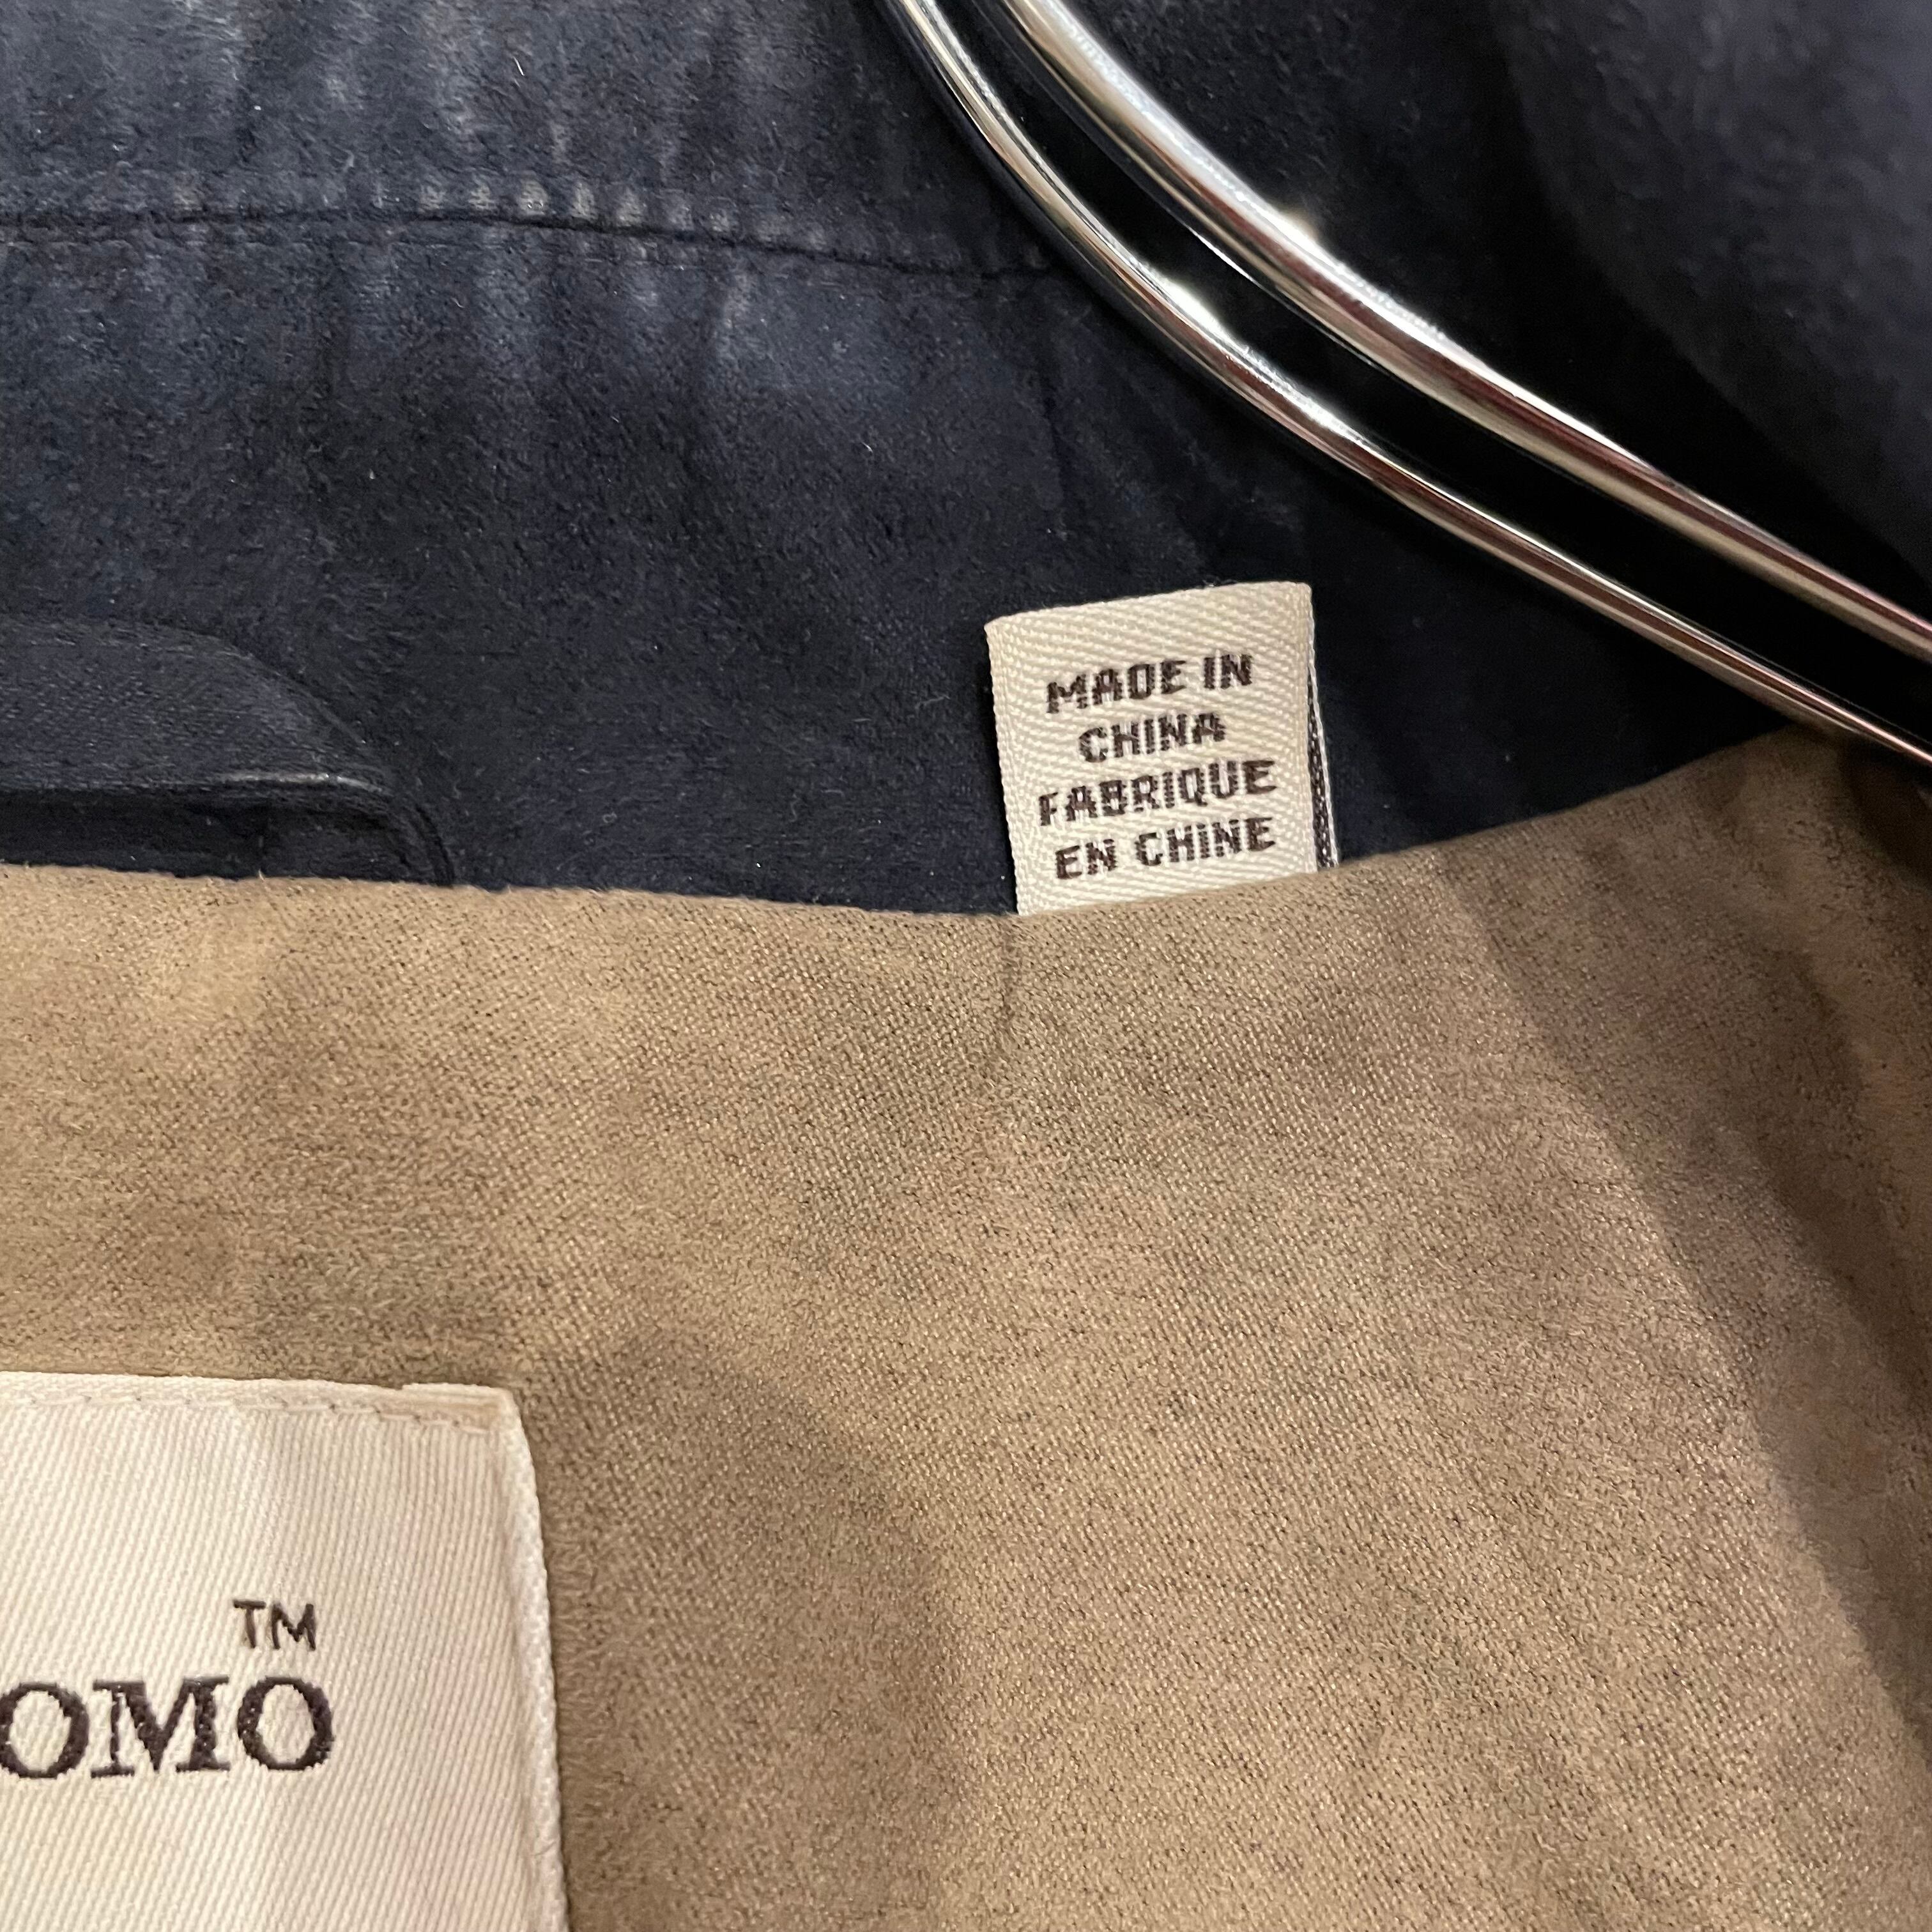 MADE IN
CHINA
FABRIQUE
EN CHINE
TM
OMO